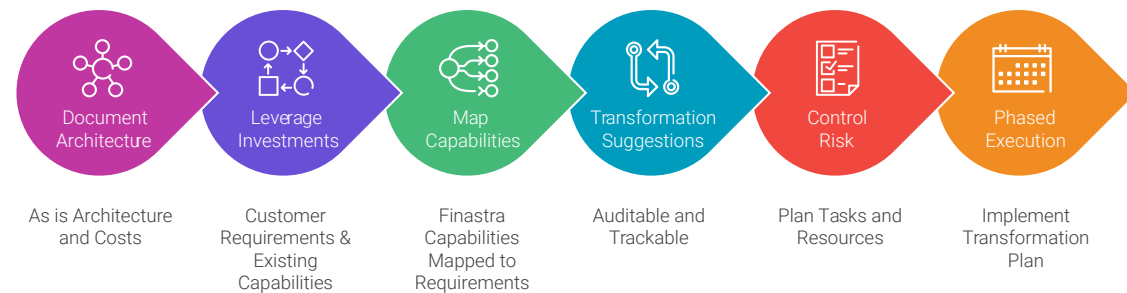 Document
Architecture
Leverage
Investments
Map
Capabilities
Transformation
Suggestions
Control
Risk
Phased
Execution
As is Architecture
and Costs
Customer
Requirements &
Existing
Capabilities
Finastra
Capabilities
Mapped to
Requirements
Auditable and
Trackable
Plan Tasks and
Resources
Implement
Transformation
Plan